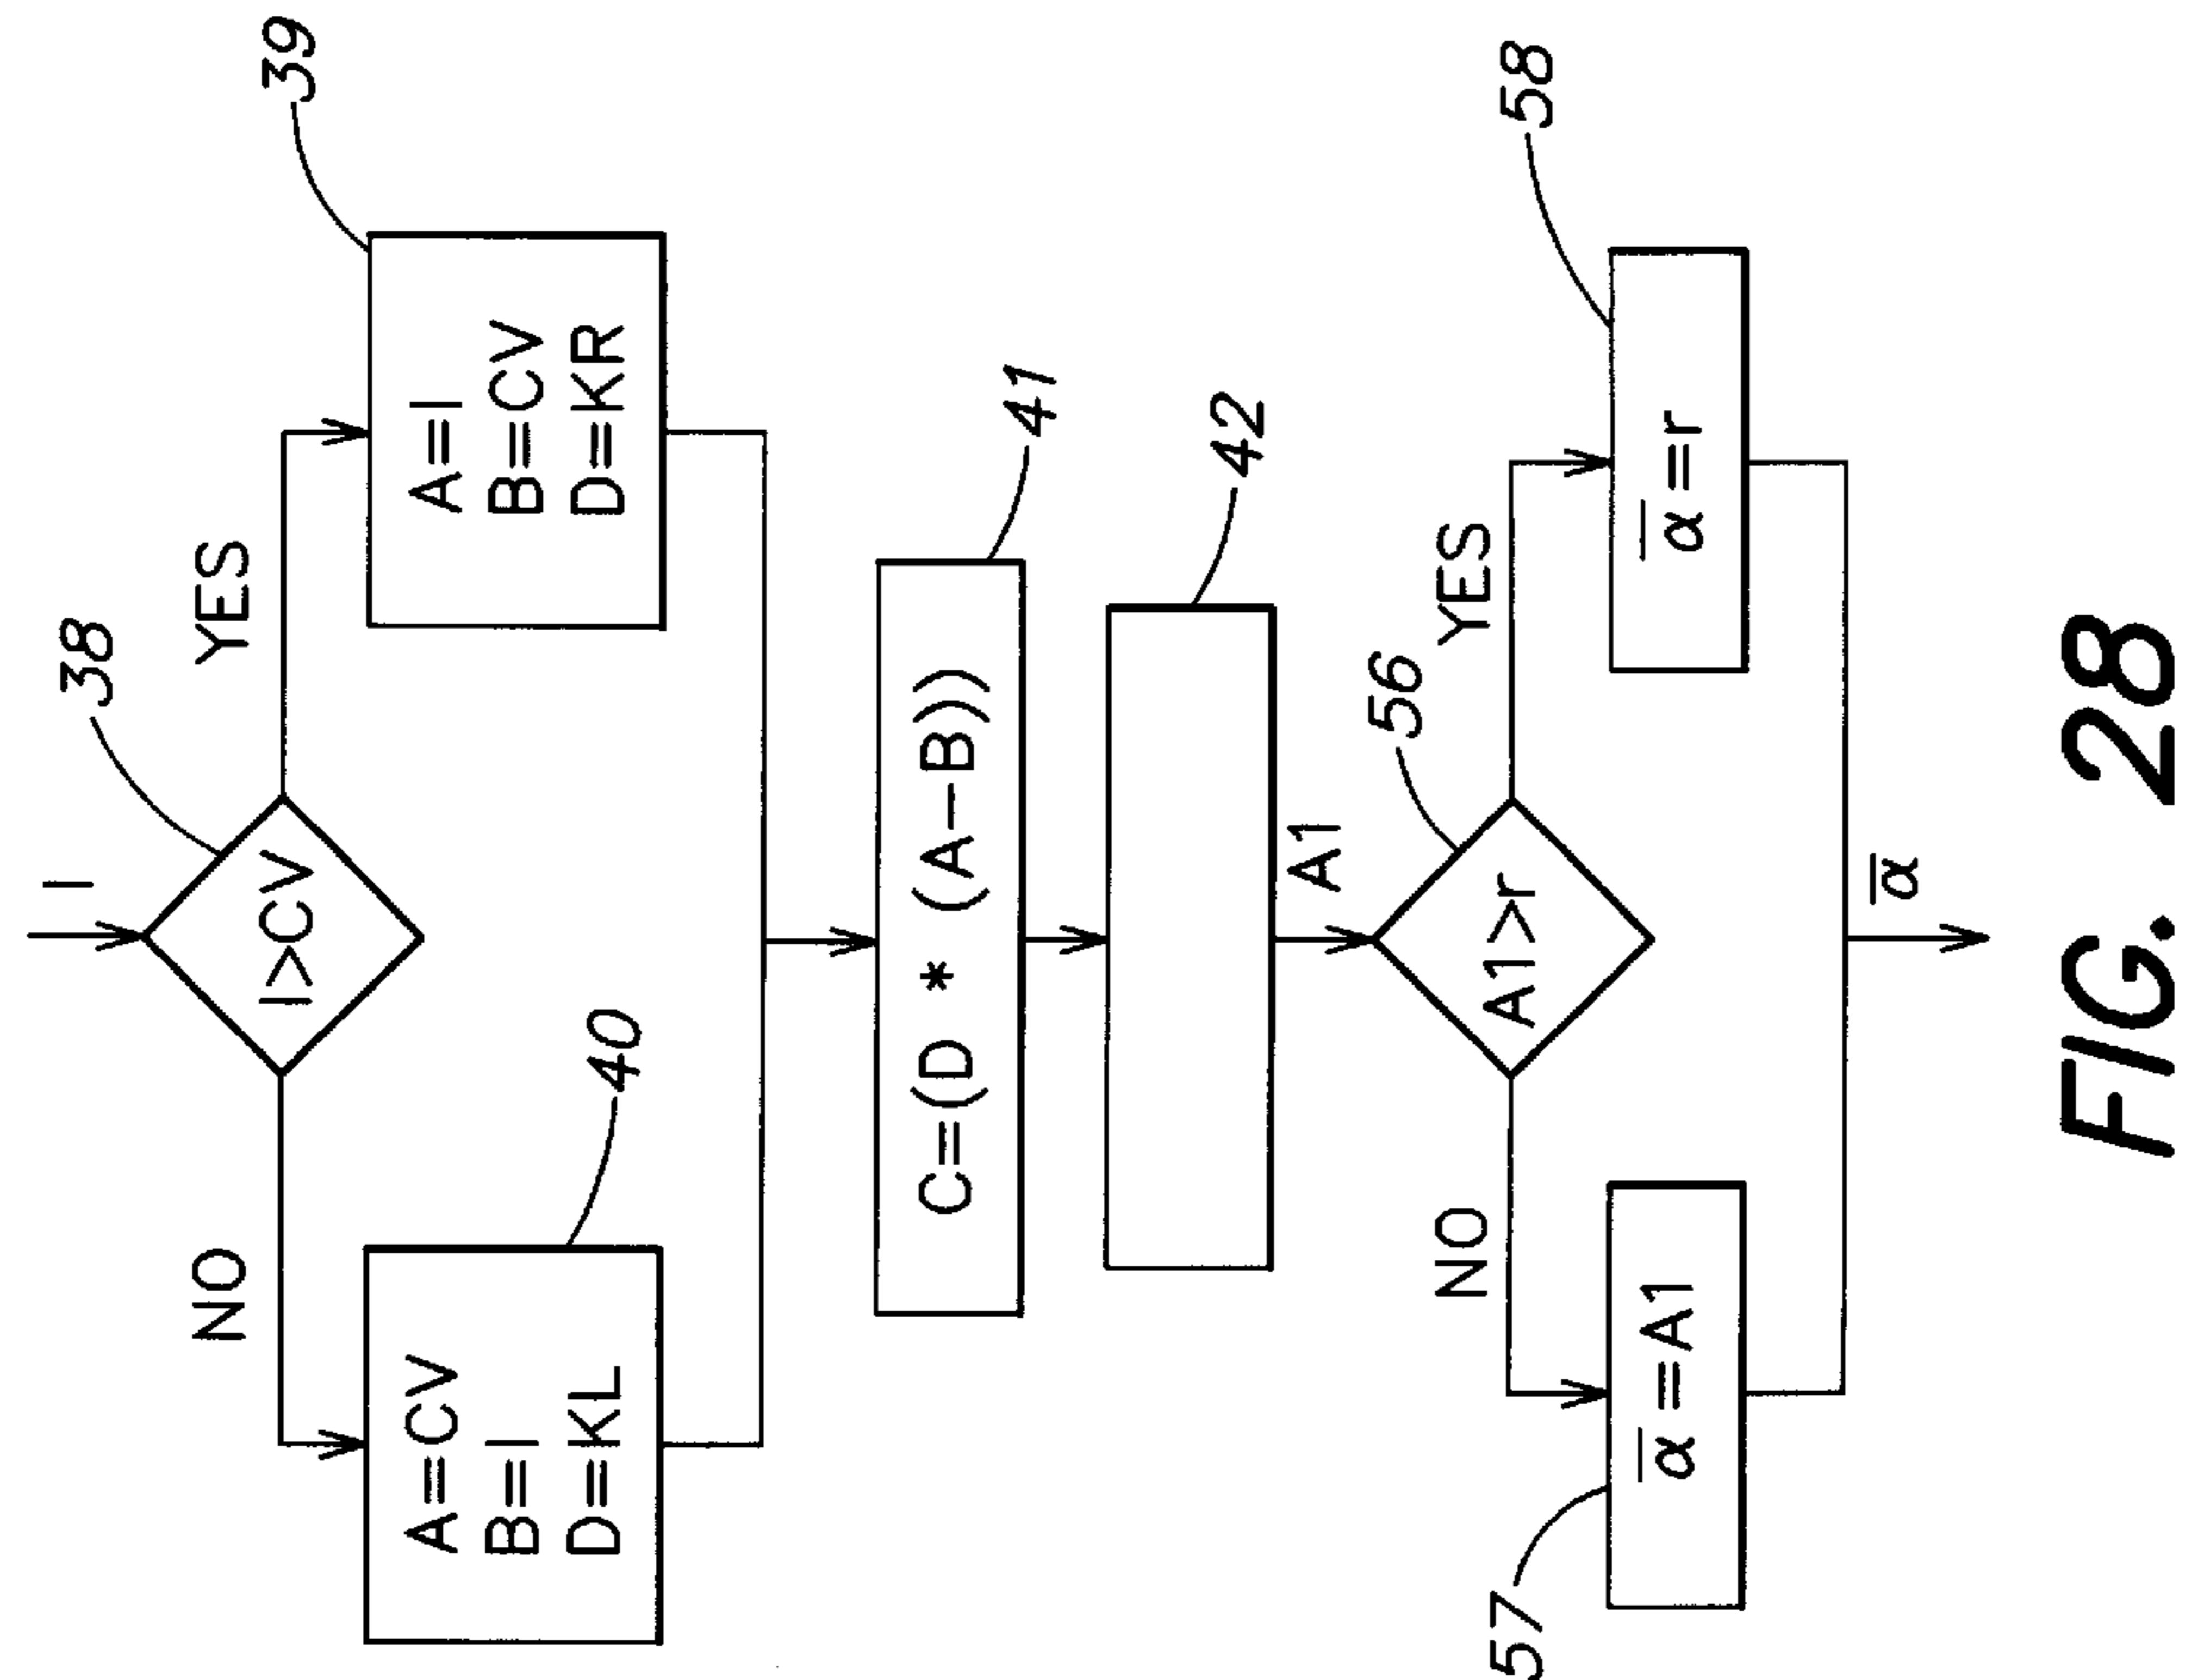 I
38
I>CV
NO
YES
39
40
A=CV
B=I
D=KL
A=I
B=CV
D=KR
41
C=(D * (A−B))
42
A1
56
A1>r
NO
YES
57
58
α̅=A1
α̅=r
α̅
FIG. 28